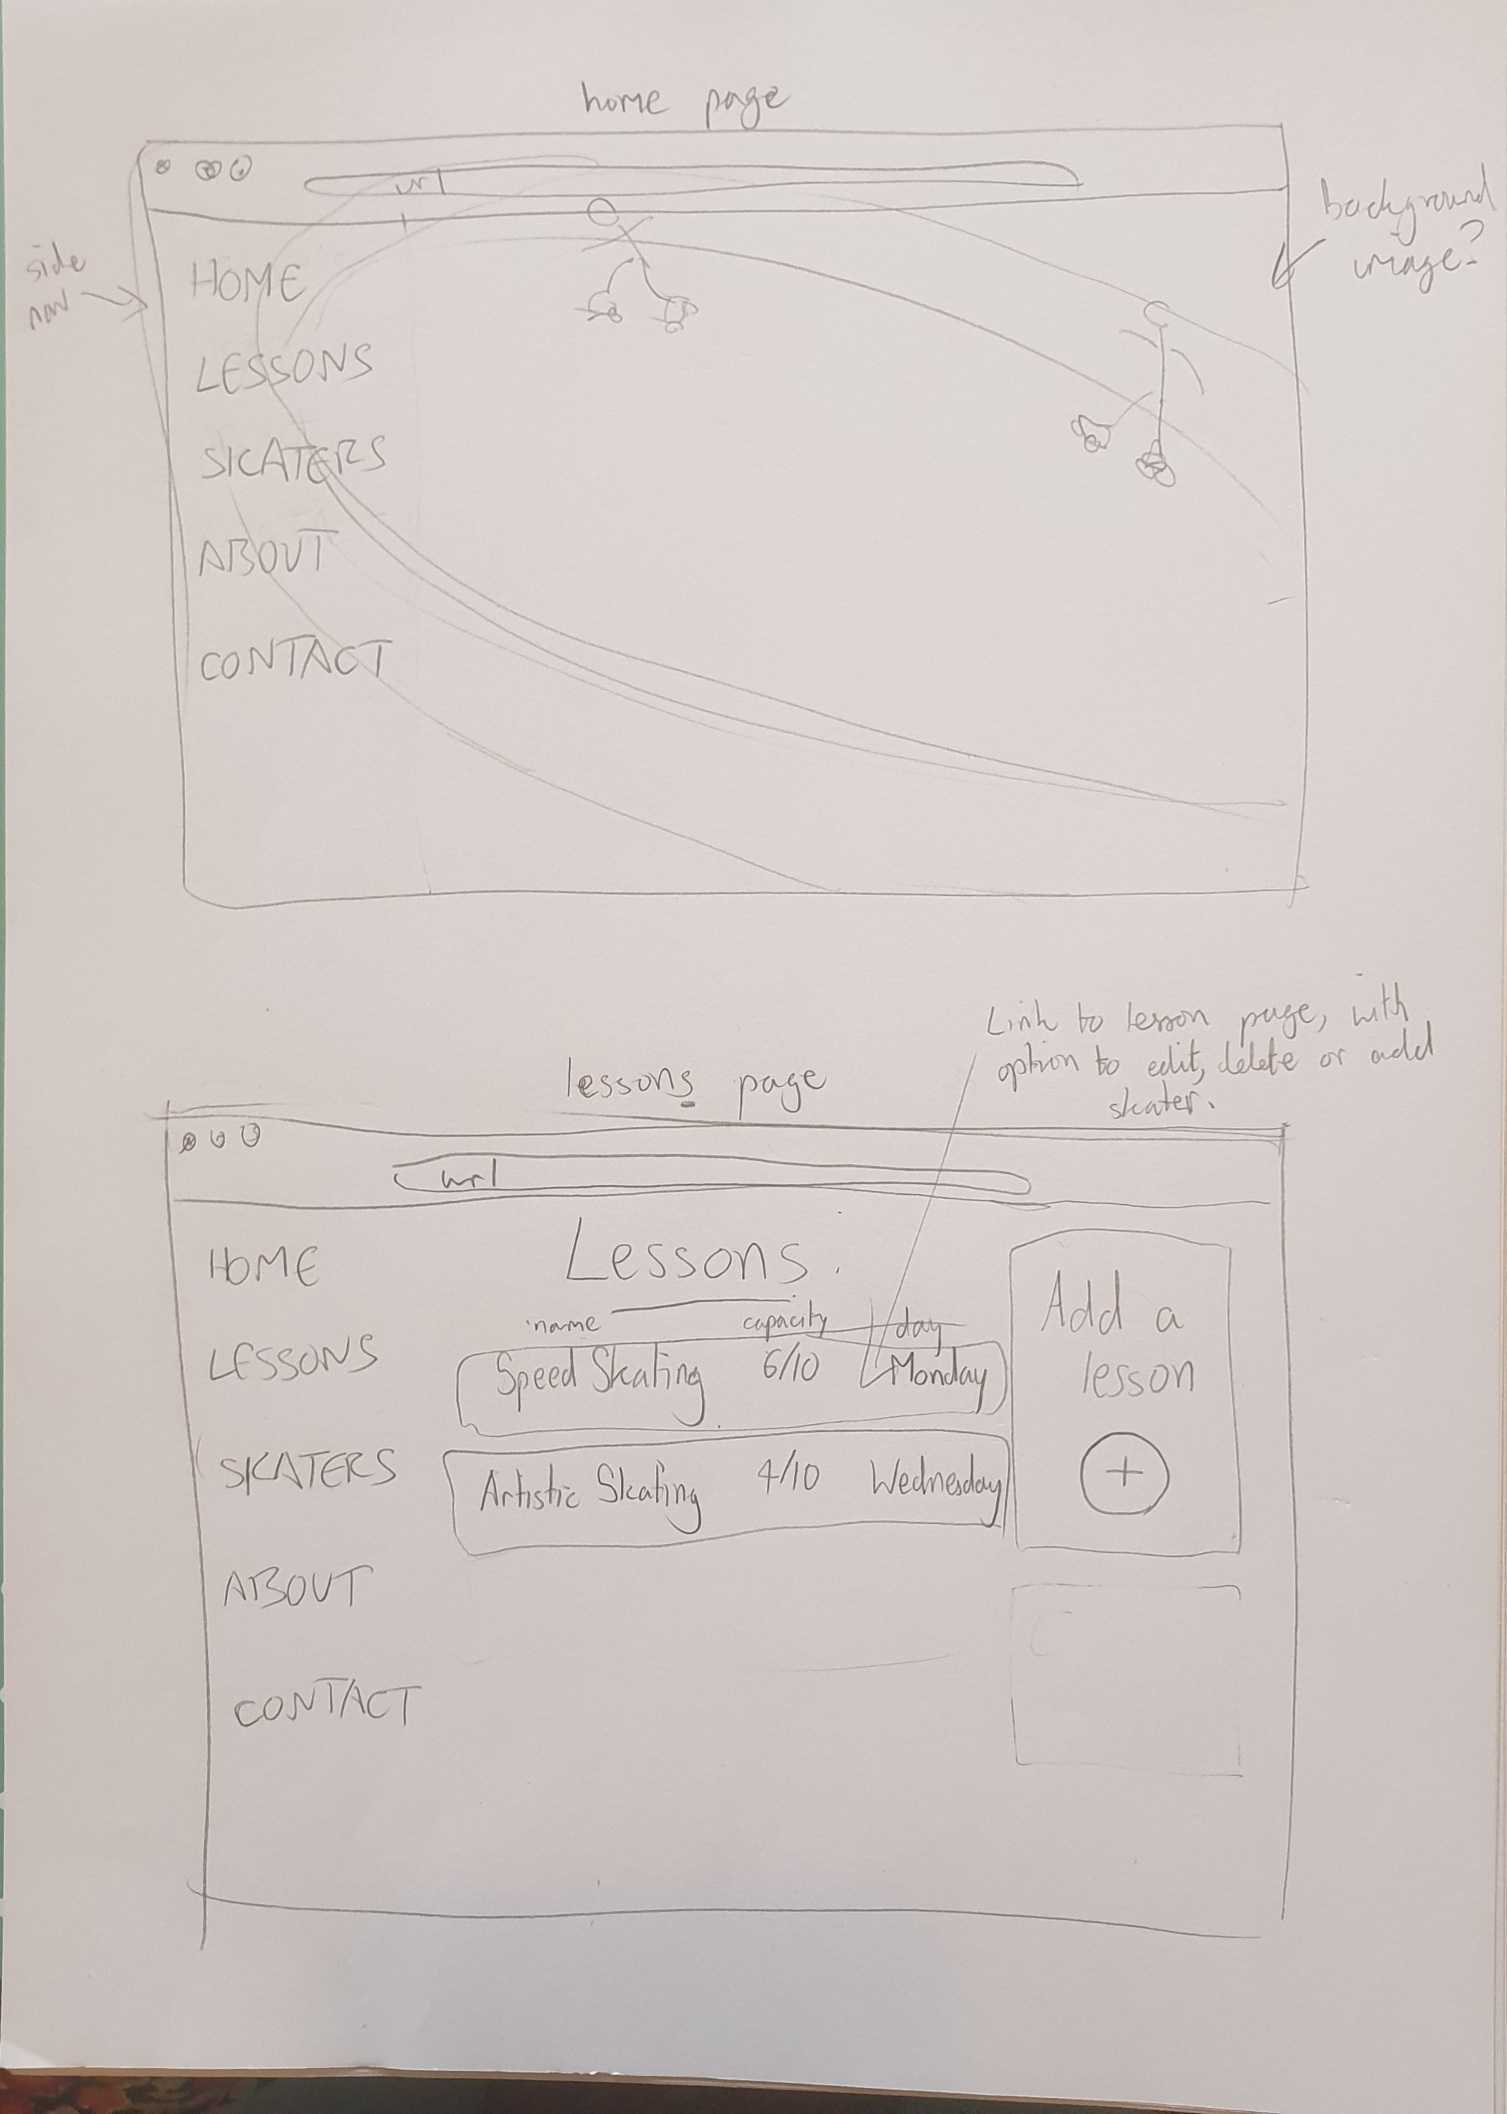 home page
url
side
nav
background
image?
HOME
LESSONS
SKATERS
ABOUT
CONTACT
Link to lesson page, with
option to edit, delete or add
skater.
lessons page
url
HOME
LESSONS
SKATERS
ABOUT
CONTACT
Lessons.
name capacity day
Speed Skating 6/10 Monday
Artistic Skating 4/10 Wednesday
Add a
lesson
+